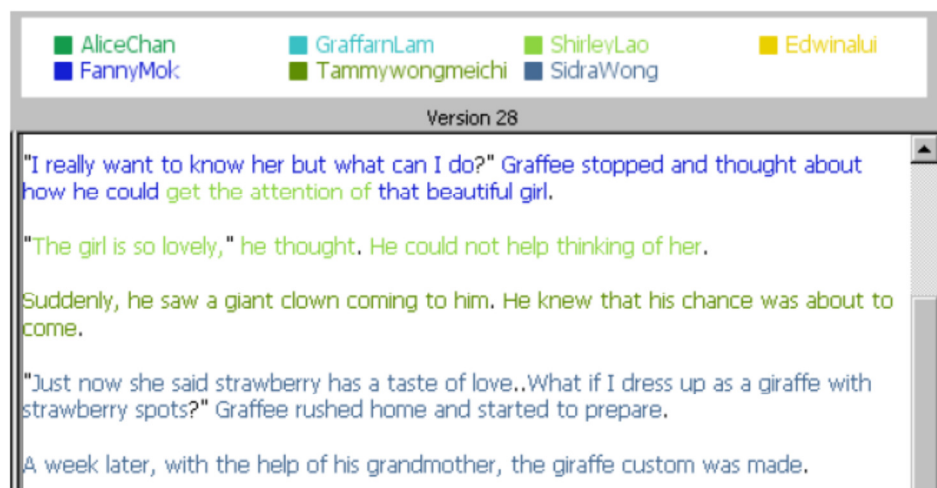 AliceChan GraffarnLam ShirleyLao Edwinalui
FannyMok Tammywongmeichi SidraWong
Version 28
"I really want to know her but what can I do?" Graffee stopped and thought about
how he could get the attention of that beautiful girl.
"The girl is so lovely," he thought. He could not help thinking of her.
Suddenly, he saw a giant clown coming to him. He knew that his chance was about to
come.
"Just now she said strawberry has a taste of love..What if I dress up as a giraffe with
strawberry spots?" Graffee rushed home and started to prepare.
A week later, with the help of his grandmother, the giraffe custom was made.